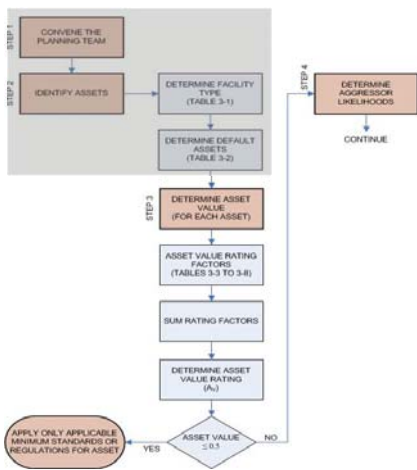 STEP 1
CONVENE THE
PLANNING TEAM
STEP 2
IDENTIFY ASSETS
DETERMINE FACILITY
TYPE
(TABLE 3-1)
DETERMINE DEFAULT
ASSETS
(TABLE 3-2)
STEP 3
DETERMINE ASSET
VALUE
(FOR EACH ASSET)
ASSET VALUE RATING
FACTORS
(TABLES 3-3 TO 3-8)
SUM RATING FACTORS
DETERMINE ASSET
VALUE RATING
(Av)
ASSET VALUE
≤ 0.5
YES
APPLY ONLY APPLICABLE
MINIMUM STANDARDS OR
REGULATIONS FOR ASSET
NO
STEP 4
DETERMINE
AGGRESSOR
LIKELIHOODS
CONTINUE